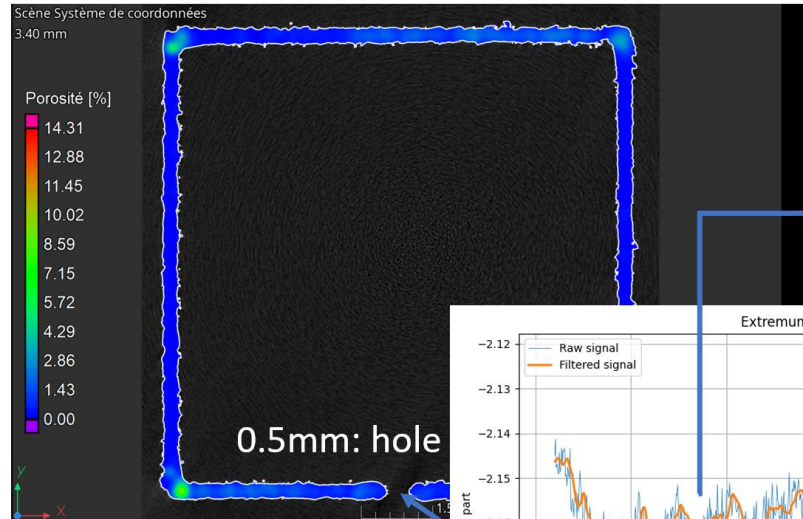 Scène Système de coordonnées
3.40 mm
Porosité [%]
14.31
12.88
11.45
10.02
8.59
7.15
5.72
4.29
2.86
1.43
0.00
y
x
0.5mm: hole
Extremum
Raw signal
Filtered signal
−2.12
−2.13
−2.14
−2.15
part